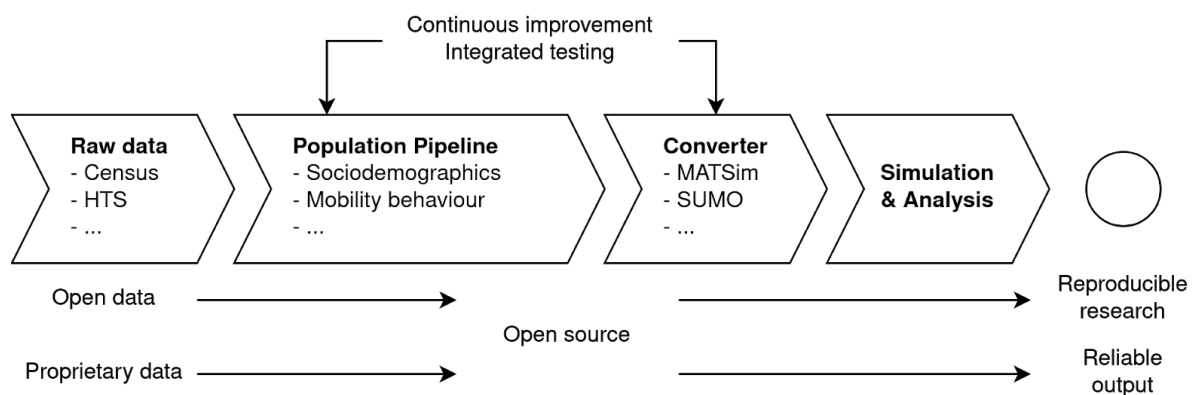 Continuous improvement
Integrated testing
Raw data
- Census
- HTS
- ...
Population Pipeline
- Sociodemographics
- Mobility behaviour
- ...
Converter
- MATSim
- SUMO
- ...
Simulation
& Analysis
Open data
Open source
Reproducible
research
Proprietary data
Reliable
output